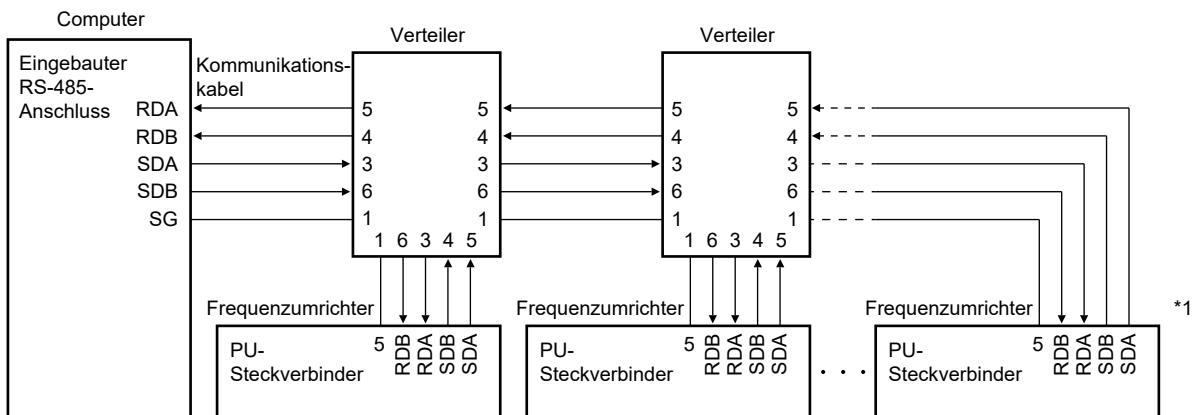 Computer
Verteiler
Verteiler
Eingebauter
RS-485-
Anschluss
Kommunikations-
kabel
RDA
5
5
5
5
RDB
4
4
4
4
SDA
3
3
3
3
SDB
6
6
6
6
SG
1
1
1
1
1 6 3 4 5
1 6 3 4 5
Frequenzumrichter
Frequenzumrichter
Frequenzumrichter
*1
PU-
Steckverbinder
5 RDB RDA SDB SDA
PU-
Steckverbinder
5 RDB RDA SDB SDA
. . .
PU-
Steckverbinder
5 RDB RDA SDB SDA